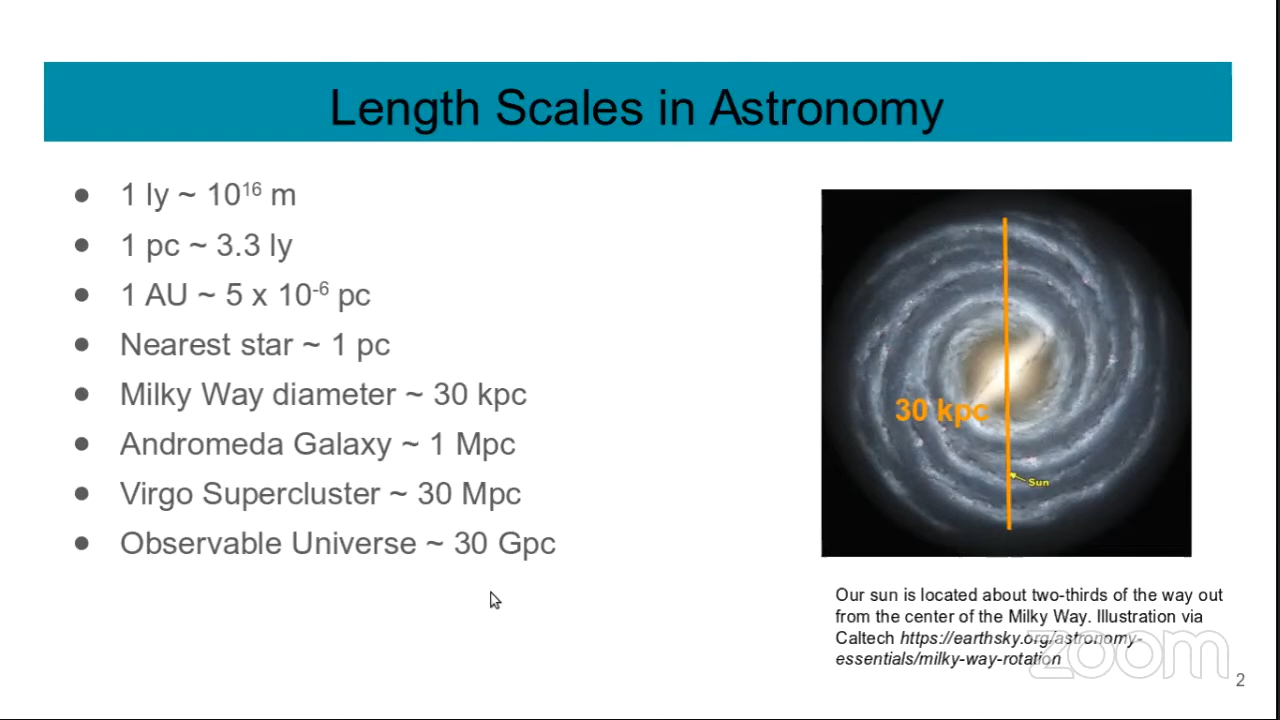 Length Scales in Astronomy
● 1 ly ~ 10¹⁶ m
● 1 pc ~ 3.3 ly
● 1 AU ~ 5 x 10⁻⁶ pc
● Nearest star ~ 1 pc
● Milky Way diameter ~ 30 kpc
● Andromeda Galaxy ~ 1 Mpc
● Virgo Supercluster ~ 30 Mpc
● Observable Universe ~ 30 Gpc
30 kpc
Sun
Our sun is located about two-thirds of the way out
from the center of the Milky Way. Illustration via
Caltech https://earthsky.org/astronomy-
essentials/milky-way-rotation
zoom
2